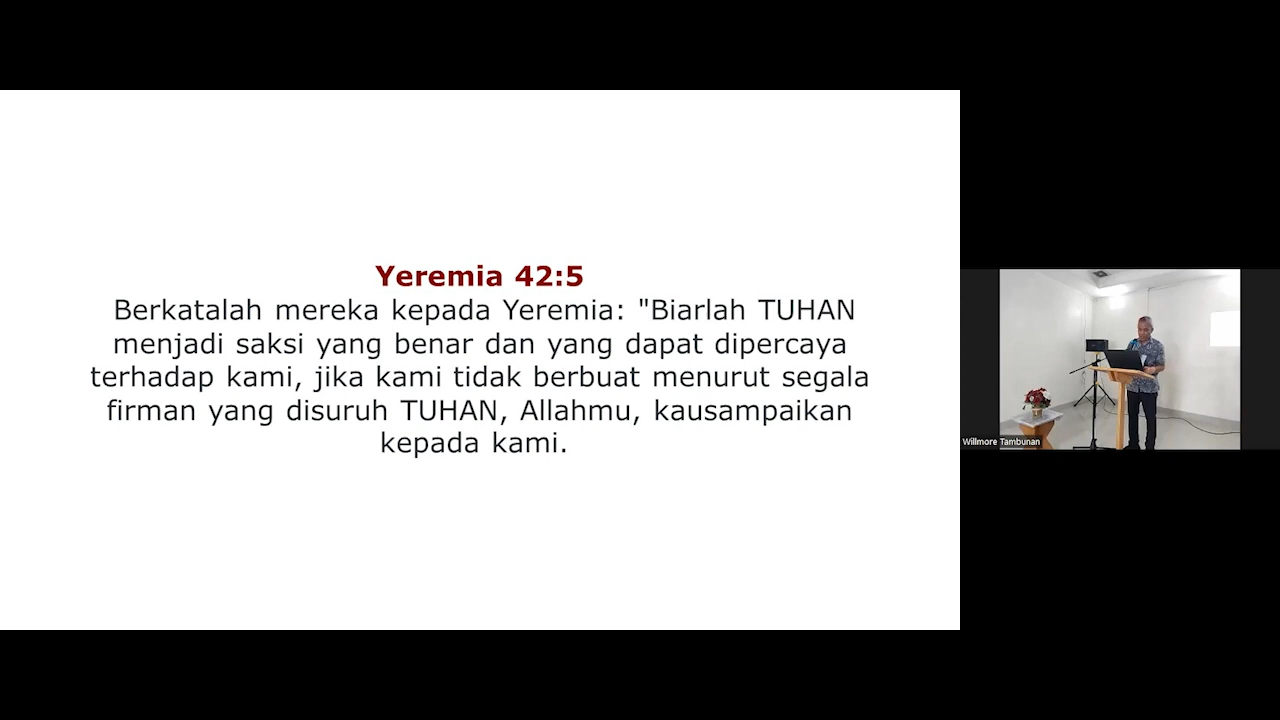 Yeremia 42:5
Berkatalah mereka kepada Yeremia: "Biarlah TUHAN
menjadi saksi yang benar dan yang dapat dipercaya
terhadap kami, jika kami tidak berbuat menurut segala
firman yang disuruh TUHAN, Allahmu, kausampaikan
kepada kami.
Willmore Tambunan